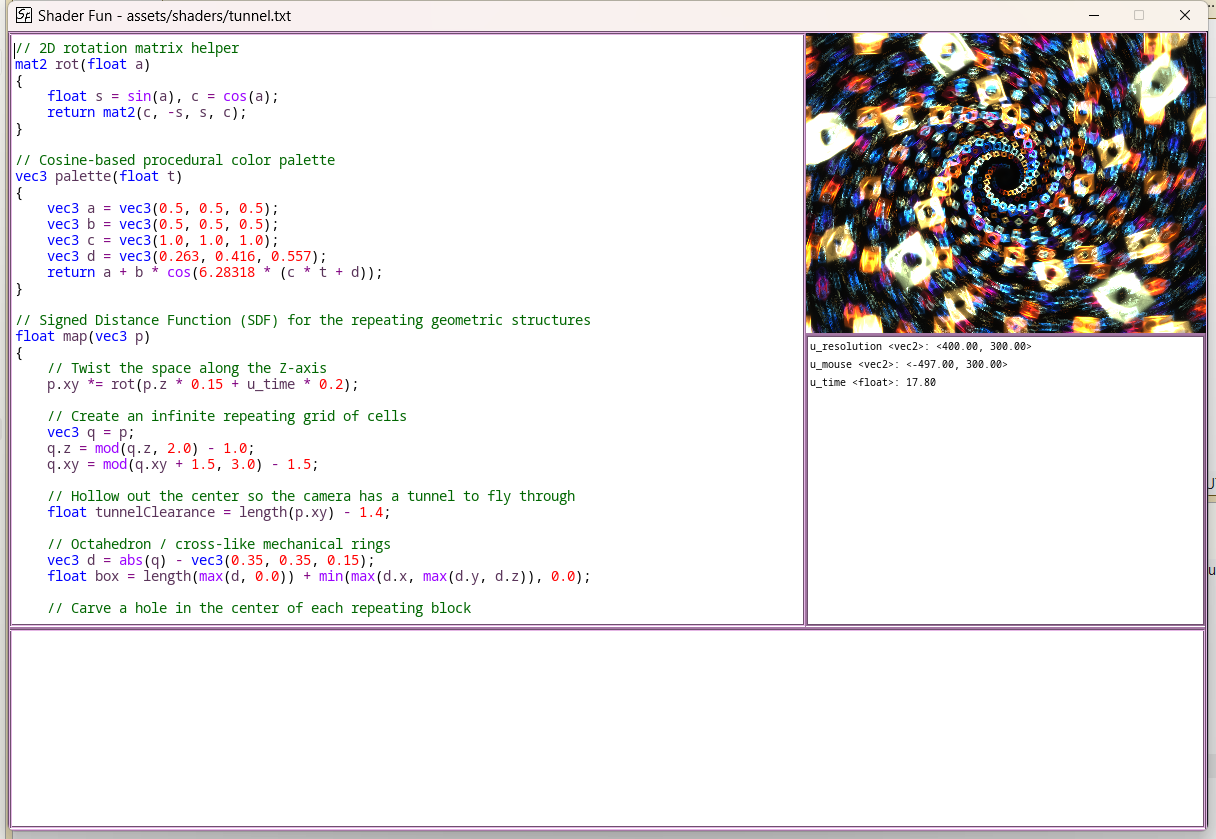 SF Shader Fun - assets/shaders/tunnel.txt
// 2D rotation matrix helper
mat2 rot(float a)
{
    float s = sin(a), c = cos(a);
    return mat2(c, -s, s, c);
}
// Cosine-based procedural color palette
vec3 palette(float t)
{
    vec3 a = vec3(0.5, 0.5, 0.5);
    vec3 b = vec3(0.5, 0.5, 0.5);
    vec3 c = vec3(1.0, 1.0, 1.0);
    vec3 d = vec3(0.263, 0.416, 0.557);
    return a + b * cos(6.28318 * (c * t + d));
}
// Signed Distance Function (SDF) for the repeating geometric structures
float map(vec3 p)
{
    // Twist the space along the Z-axis
    p.xy *= rot(p.z * 0.15 + u_time * 0.2);
    // Create an infinite repeating grid of cells
    vec3 q = p;
    q.z = mod(q.z, 2.0) - 1.0;
    q.xy = mod(q.xy + 1.5, 3.0) - 1.5;
    // Hollow out the center so the camera has a tunnel to fly through
    float tunnelClearance = length(p.xy) - 1.4;
    // Octahedron / cross-like mechanical rings
    vec3 d = abs(q) - vec3(0.35, 0.35, 0.15);
    float box = length(max(d, 0.0)) + min(max(d.x, max(d.y, d.z)), 0.0);
    // Carve a hole in the center of each repeating block
u_resolution <vec2>: <400.00, 300.00>
u_mouse <vec2>: <-497.00, 300.00>
u_time <float>: 17.80